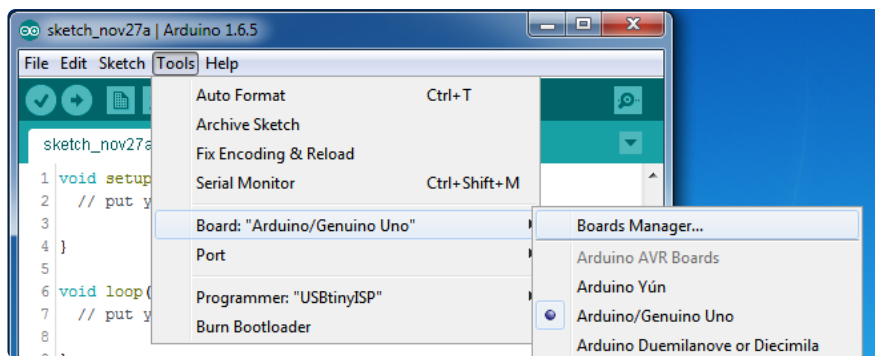 sketch_nov27a | Arduino 1.6.5
File Edit Sketch Tools Help
Auto Format Ctrl+T
Archive Sketch
sketch_nov27a
Fix Encoding & Reload
1 void setup
Serial Monitor Ctrl+Shift+M
2 // put y
3
Board: "Arduino/Genuino Uno"
Boards Manager...
4 }
Port
Arduino AVR Boards
5
6 void loop(
Programmer: "USBtinyISP"
Arduino Yún
7 // put y
Burn Bootloader
Arduino/Genuino Uno
8
Arduino Duemilanove or Diecimila